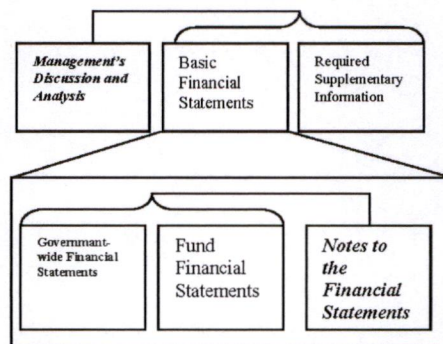 Management's
Discussion and
Analysis
Basic
Financial
Statements
Required
Supplementary
Information
Governmant-
wide Financial
Statements
Fund
Financial
Statements
Notes to
the
Financial
Statements